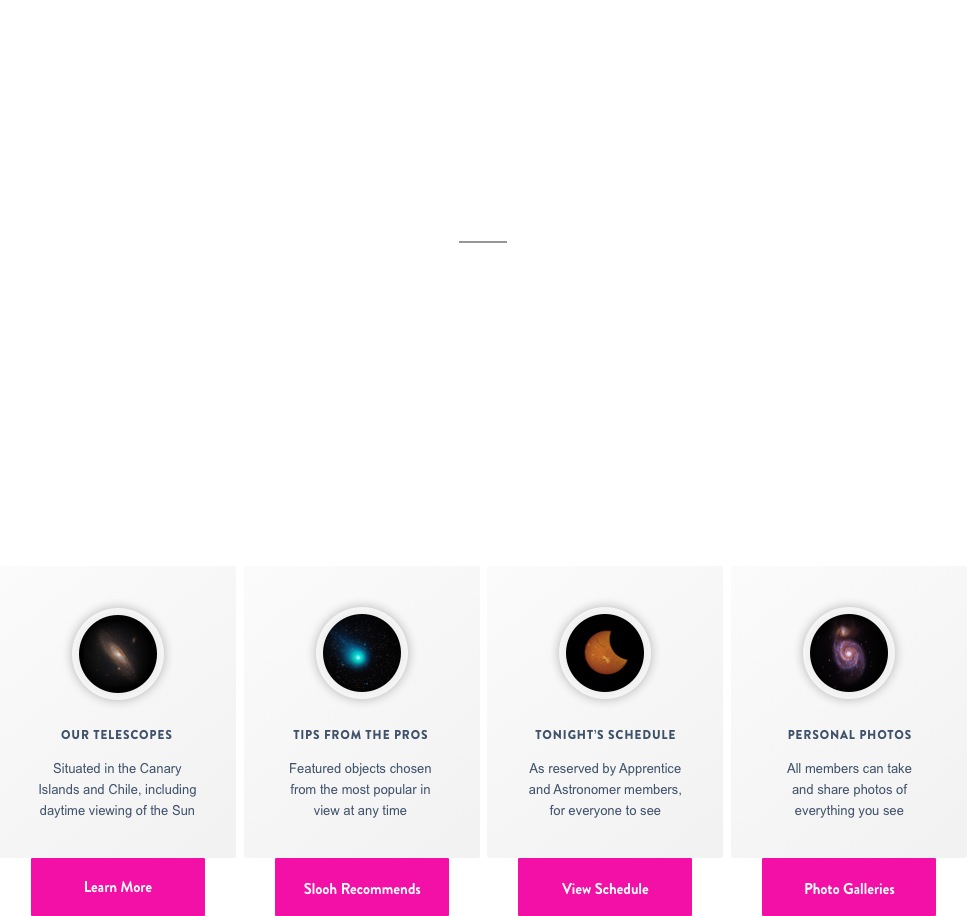 OUR TELESCOPES
Situated in the Canary
Islands and Chile, including
daytime viewing of the Sun
Learn More
TIPS FROM THE PROS
Featured objects chosen
from the most popular in
view at any time
Slooh Recommends
TONIGHT'S SCHEDULE
As reserved by Apprentice
and Astronomer members,
for everyone to see
View Schedule
PERSONAL PHOTOS
All members can take
and share photos of
everything you see
Photo Galleries